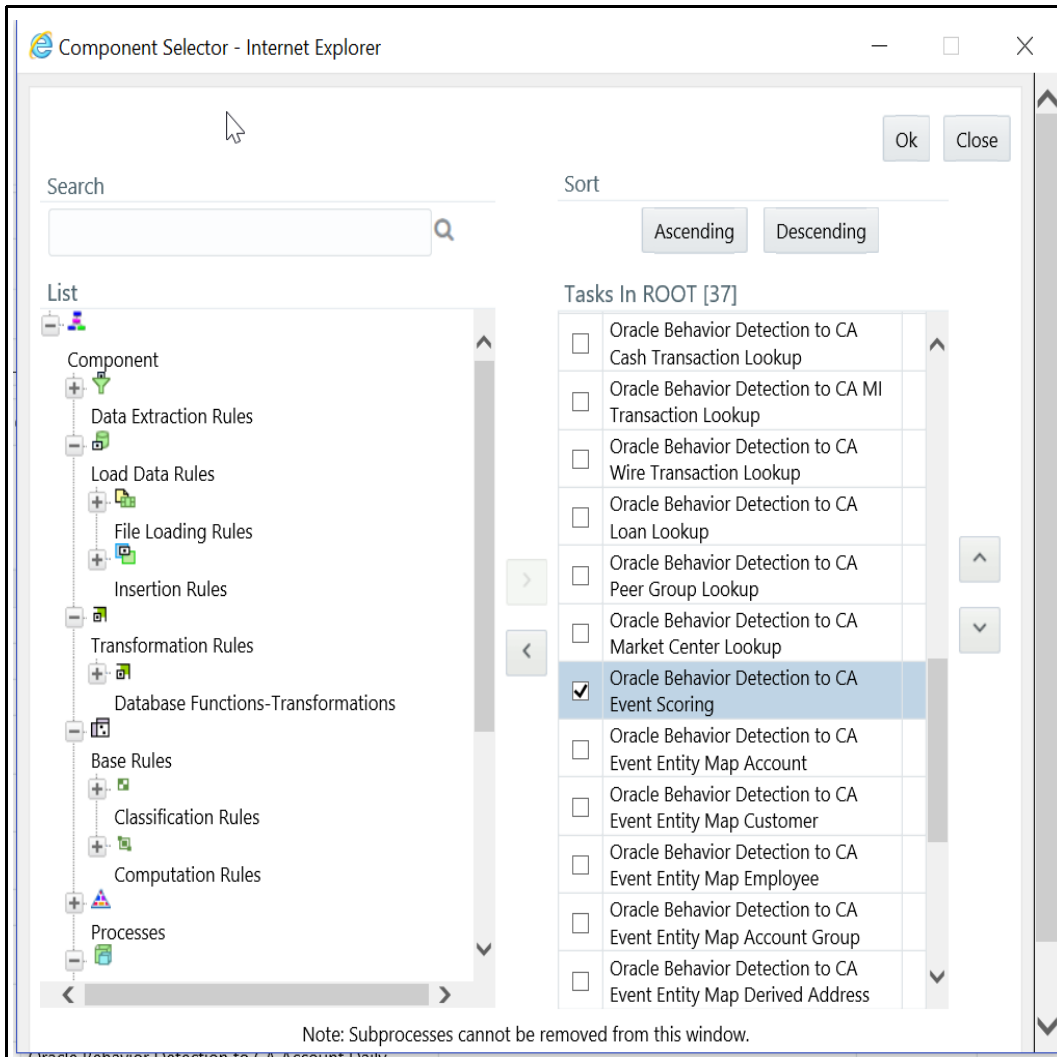 Component Selector - Internet Explorer
Ok
Close
Search
Sort
Ascending
Descending
List
Tasks In ROOT [37]
Component
Data Extraction Rules
Load Data Rules
File Loading Rules
Insertion Rules
Transformation Rules
Database Functions-Transformations
Base Rules
Classification Rules
Computation Rules
Processes
Oracle Behavior Detection to CA
Cash Transaction Lookup
Oracle Behavior Detection to CA MI
Transaction Lookup
Oracle Behavior Detection to CA
Wire Transaction Lookup
Oracle Behavior Detection to CA
Loan Lookup
Oracle Behavior Detection to CA
Peer Group Lookup
Oracle Behavior Detection to CA
Market Center Lookup
Oracle Behavior Detection to CA
Event Scoring
Oracle Behavior Detection to CA
Event Entity Map Account
Oracle Behavior Detection to CA
Event Entity Map Customer
Oracle Behavior Detection to CA
Event Entity Map Employee
Oracle Behavior Detection to CA
Event Entity Map Account Group
Oracle Behavior Detection to CA
Event Entity Map Derived Address
Note: Subprocesses cannot be removed from this window.
Oracle Behavior Detection to CA Account Daily